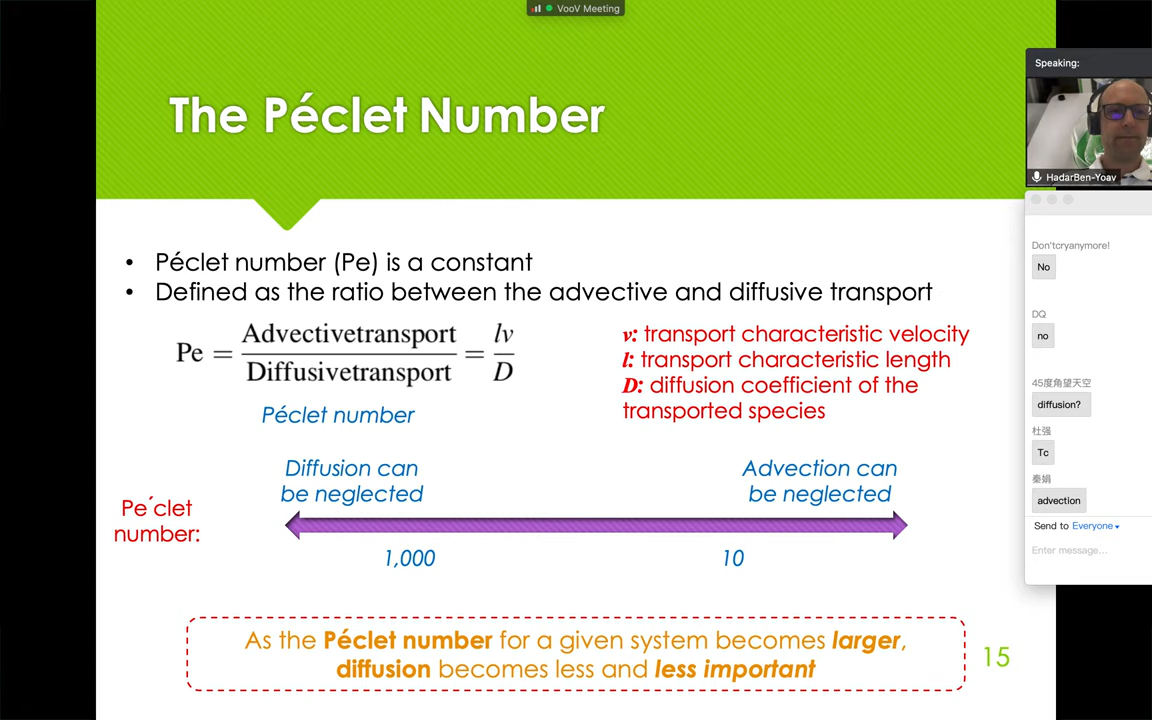 VooV Meeting
The Péclet Number
Speaking:
HadarBen-Yoav
• Péclet number (Pe) is a constant
• Defined as the ratio between the advective and diffusive transport
Pe = Advectivetransport / Diffusivetransport = lv / D
Péclet number
v: transport characteristic velocity
l: transport characteristic length
D: diffusion coefficient of the
transported species
Diffusion can
be neglected
Advection can
be neglected
Pe´clet
number:
1,000
10
As the Péclet number for a given system becomes larger,
diffusion becomes less and less important
15
Don'tcryanymore!
No
DQ
no
45度角望天空
diffusion?
杜强
Tc
秦娟
advection
Send to Everyone
Enter message...